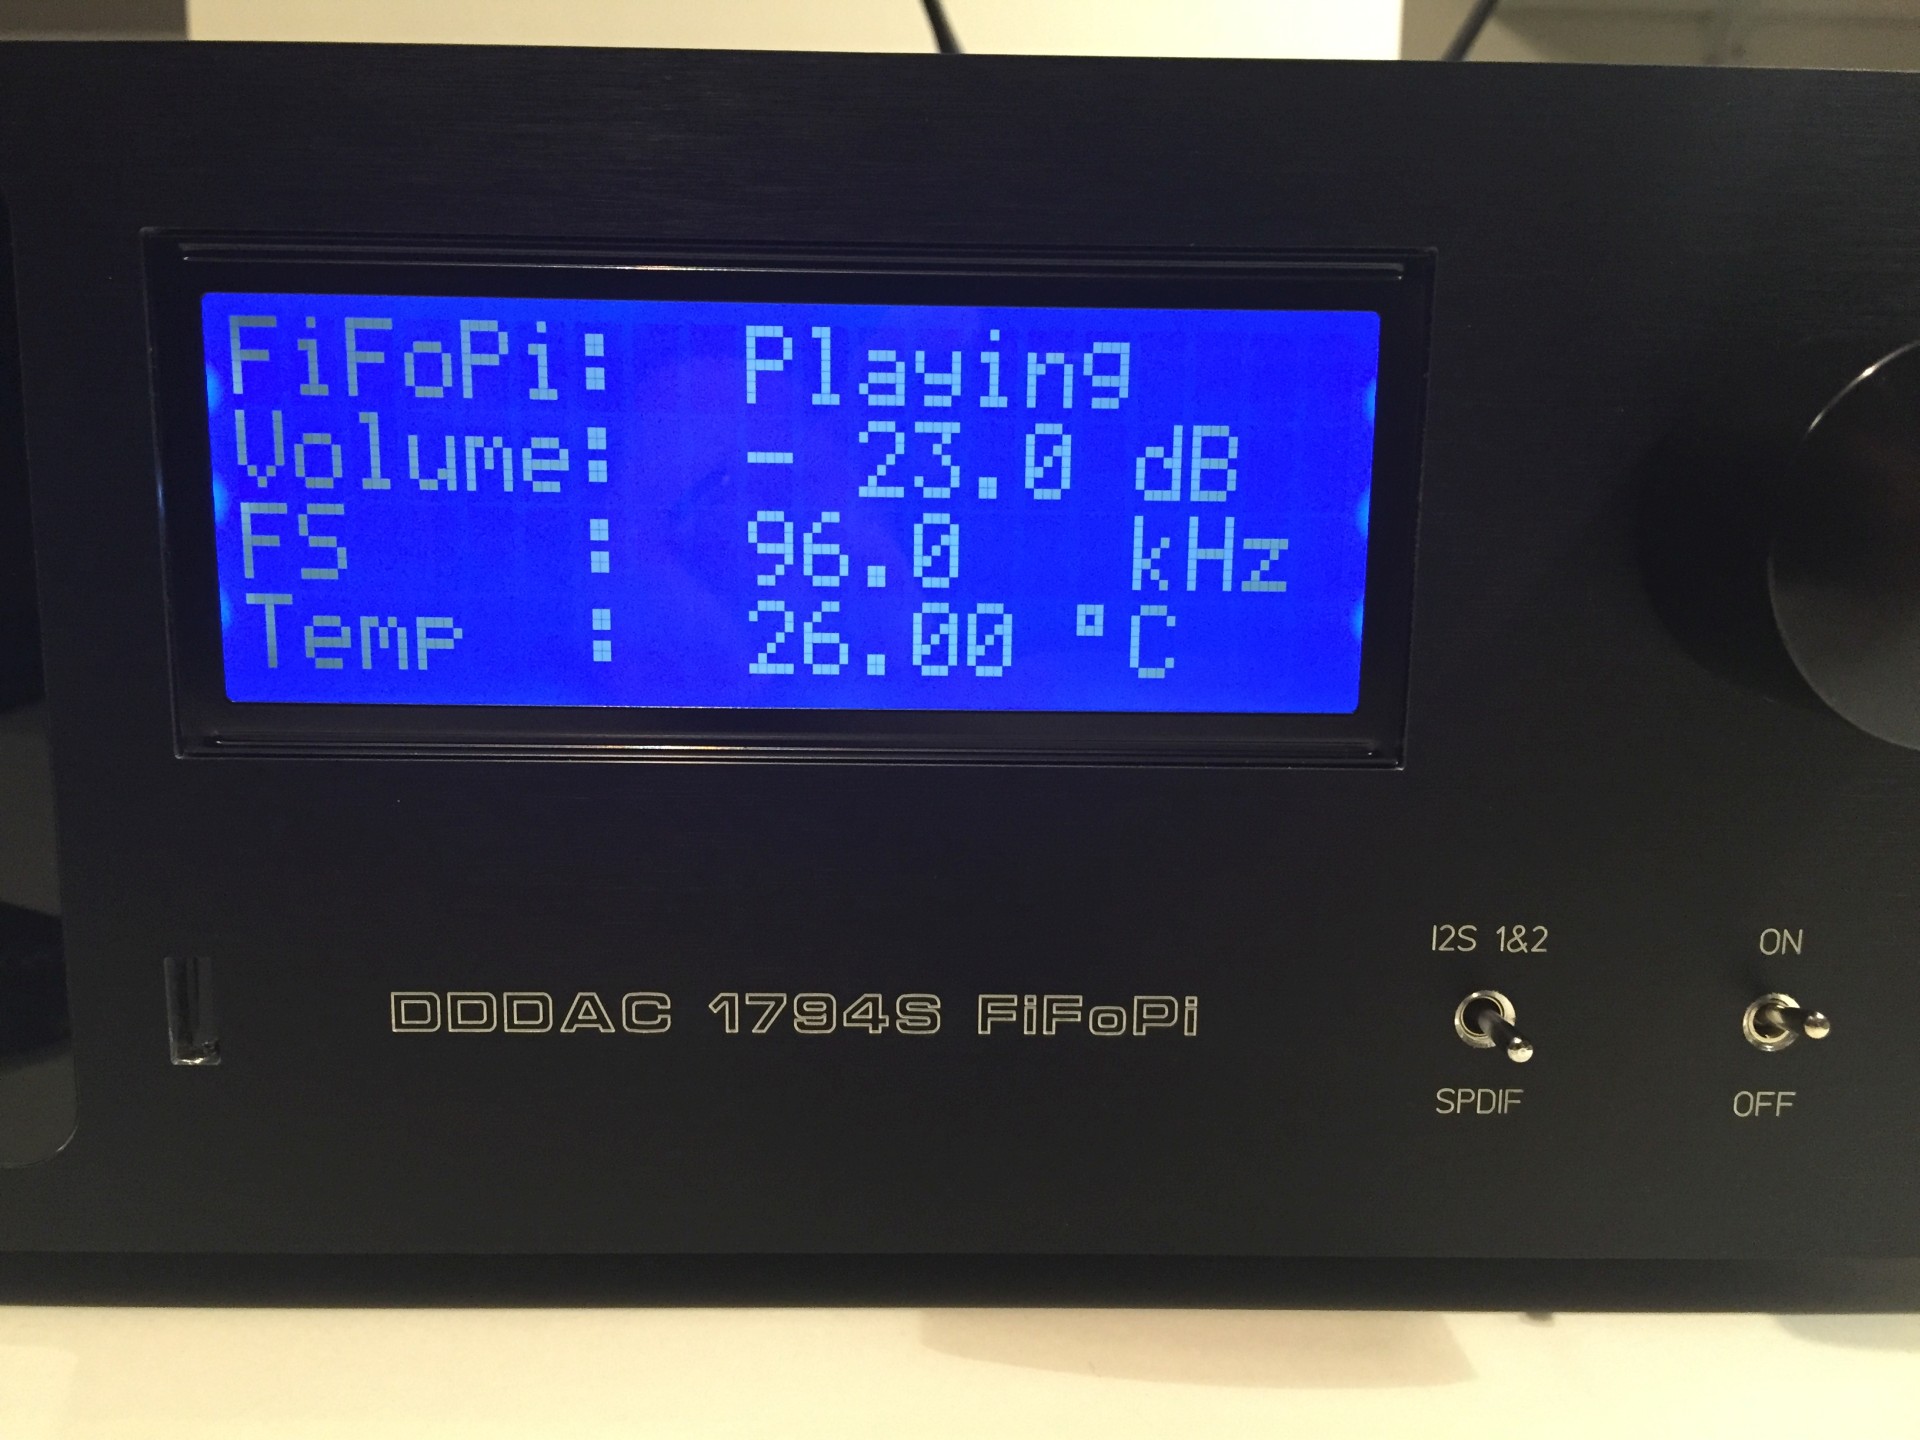 FiFoPi: Playing
Volume: - 23.0 dB
FS : 96.0 kHz
Temp : 26.00 °C
I2S 1&2 ON
DDDAC 1794S FiFoPi
SPDIF OFF